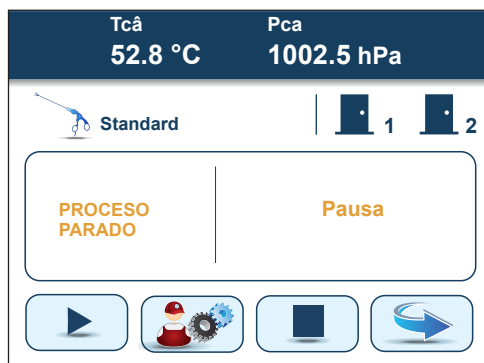 Tcâ Pca
52.8 °C 1002.5 hPa
Standard 1 2
PROCESO Pausa
PARADO